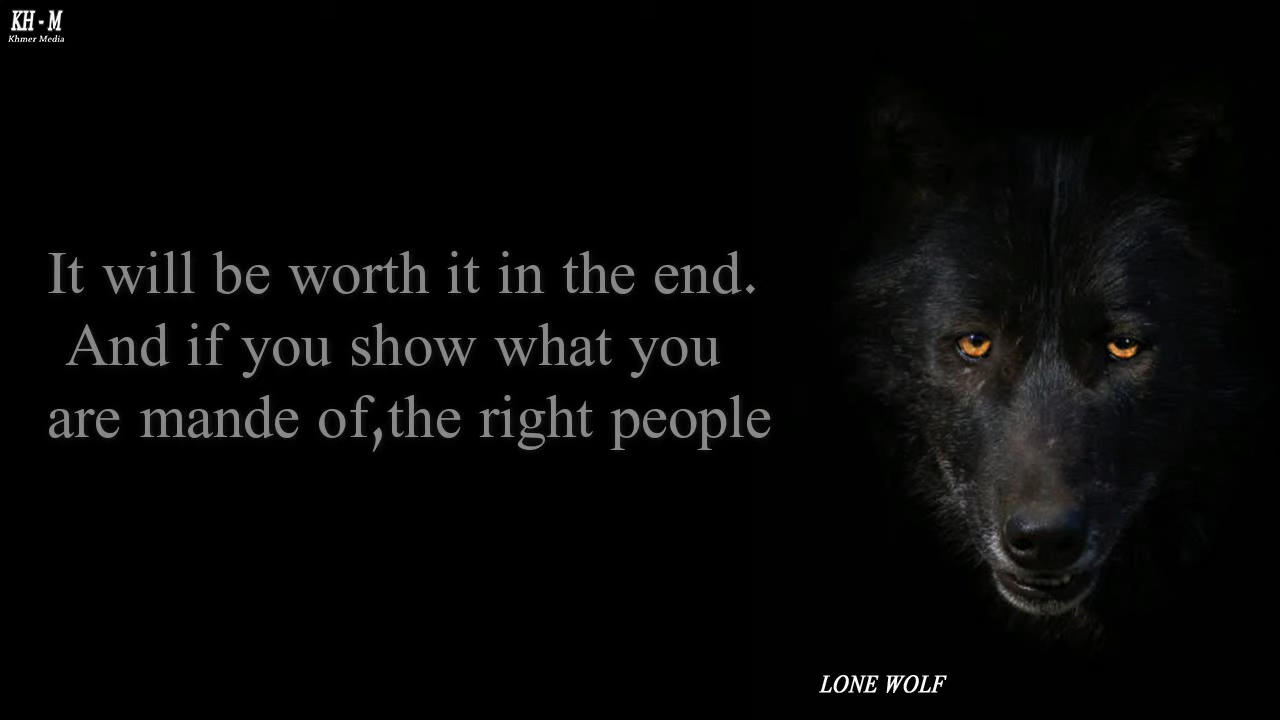 KH - M
Khmer Media
It will be worth it in the end.
And if you show what you
are mande of,the right people
LONE WOLF